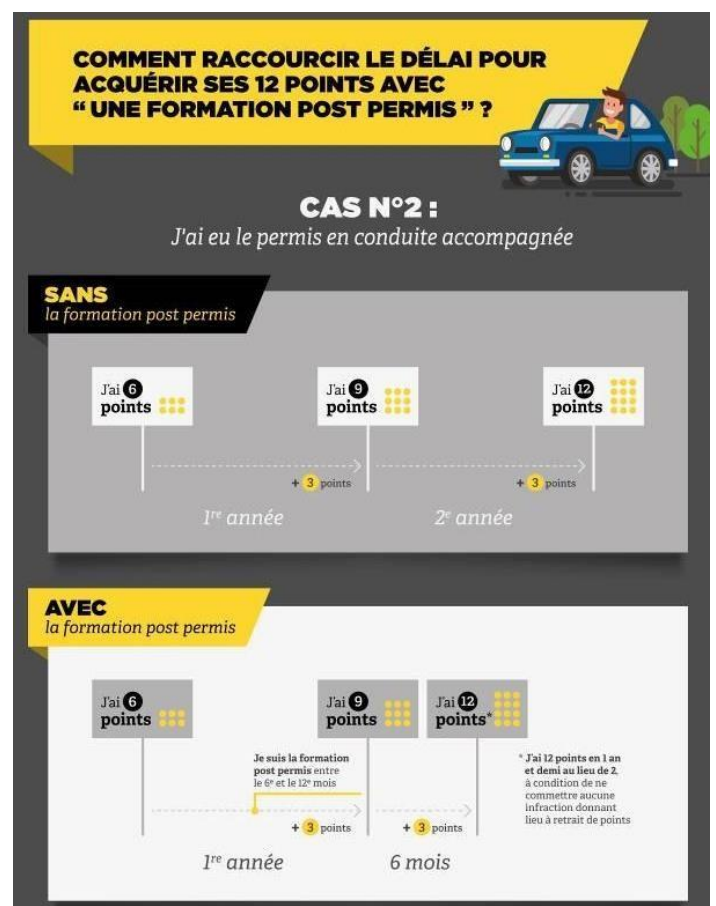 COMMENT RACCOURCIR LE DÉLAI POUR
ACQUÉRIR SES 12 POINTS AVEC
“ UNE FORMATION POST PERMIS ” ?
CAS N°2 :
J'ai eu le permis en conduite accompagnée
SANS
la formation post permis
J'ai 6
points
J'ai 9
points
J'ai 12
points
+ 3 points
+ 3 points
1re année
2e année
AVEC
la formation post permis
J'ai 6
points
J'ai 9
points
J'ai 12
points*
Je suis la formation
post permis entre
le 6e et le 12e mois
* J'ai 12 points en 1 an
et demi au lieu de 2,
à condition de ne
commettre aucune
infraction donnant
lieu à retrait de points
+ 3 points
+ 3 points
1re année
6 mois